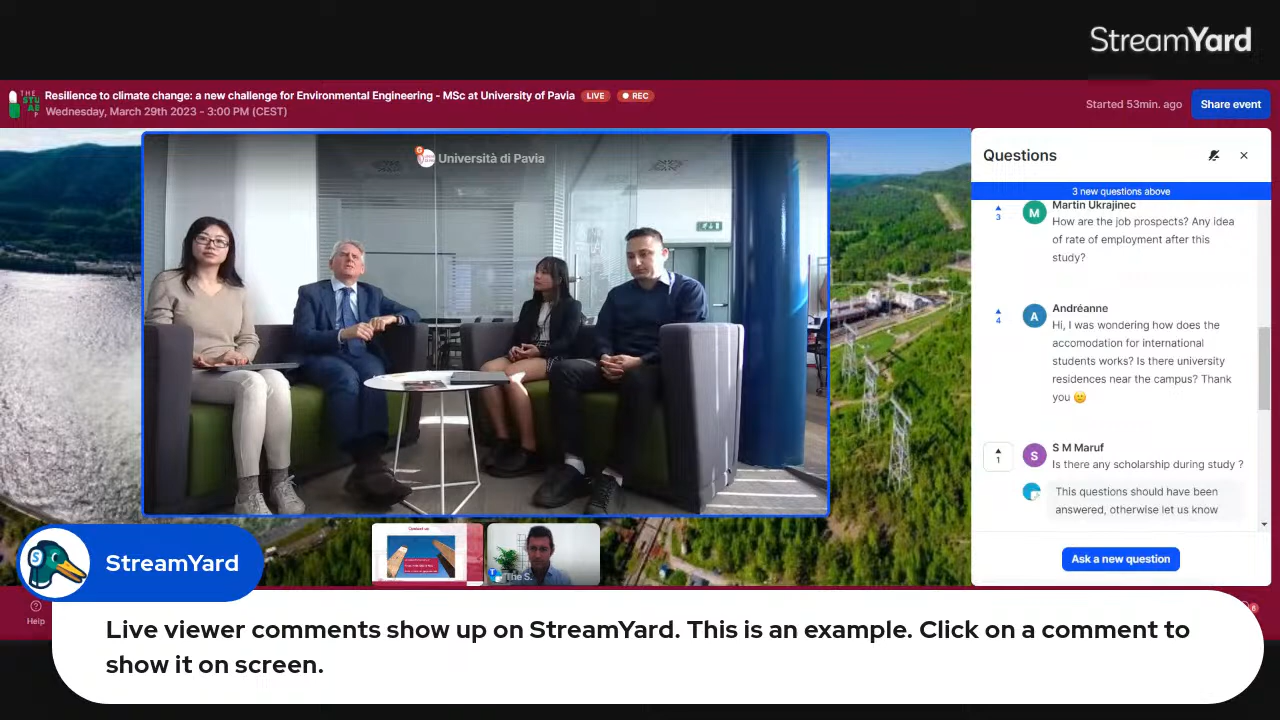 StreamYard
THE
STU
Resilience to climate change: a new challenge for Environmental Engineering - MSc at University of Pavia LIVE REC
Wednesday, March 29th 2023 - 3:00 PM (CEST)
Started 53min. ago
Share event
Università di Pavia
Questions
3 new questions above
3
M
Martin Ukrajinec
How are the job prospects? Any idea
of rate of employment after this
study?
4
A
Andréanne
Hi, I was wondering how does the
accomodation for international
students works? Is there university
residences near the campus? Thank
you 🙂
1
S
S M Maruf
Is there any scholarship during study ?
This questions should have been
answered, otherwise let us know
Ask a new question
Contact us
The S.
Help
S
StreamYard
Live viewer comments show up on StreamYard. This is an example. Click on a comment to
show it on screen.